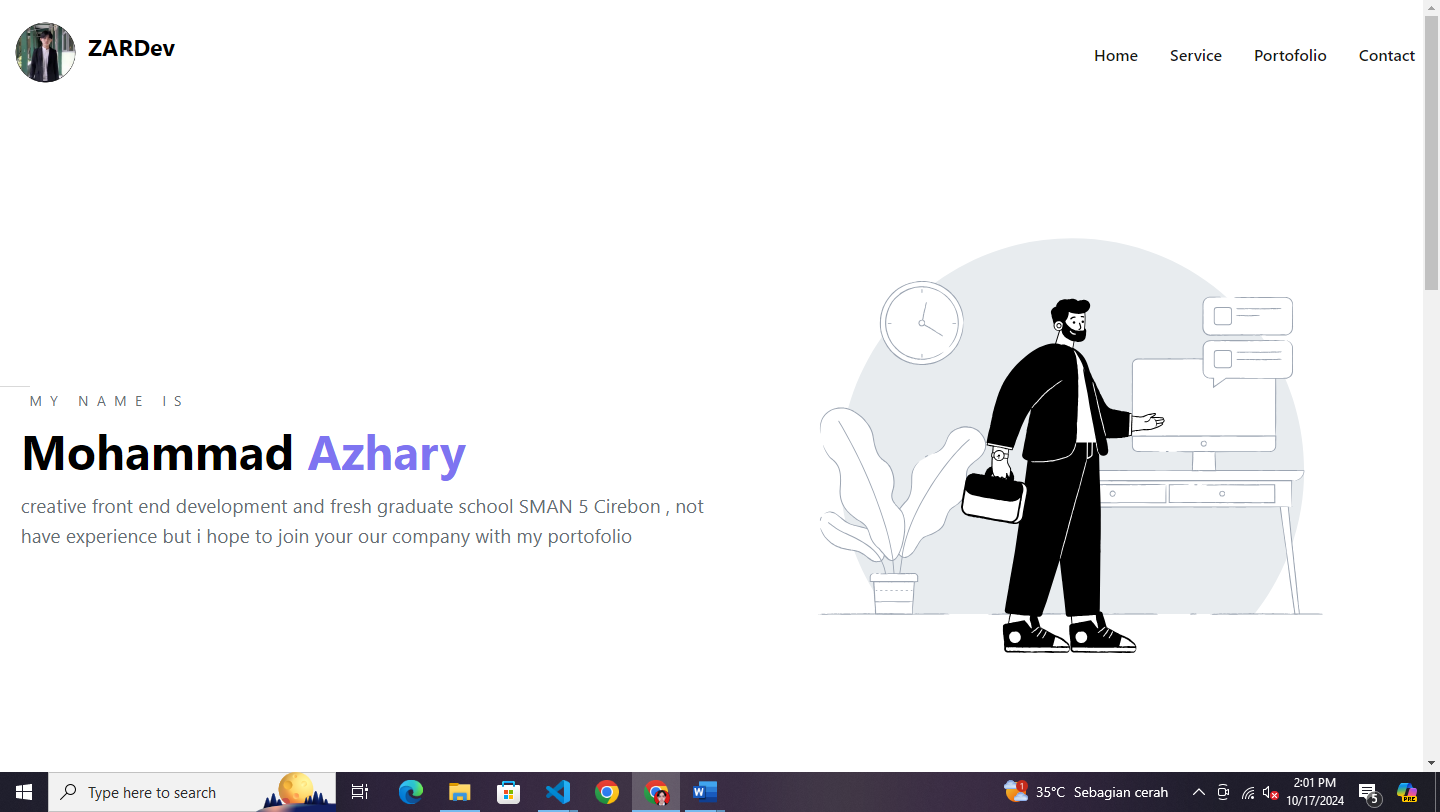 ZARDev
Home Service Portofolio Contact
MY NAME IS
Mohammad Azhary
creative front end development and fresh graduate school SMAN 5 Cirebon , not
have experience but i hope to join your our company with my portofolio
Type here to search
1
35°C Sebagian cerah
2:01 PM
10/17/2024
5
PRE